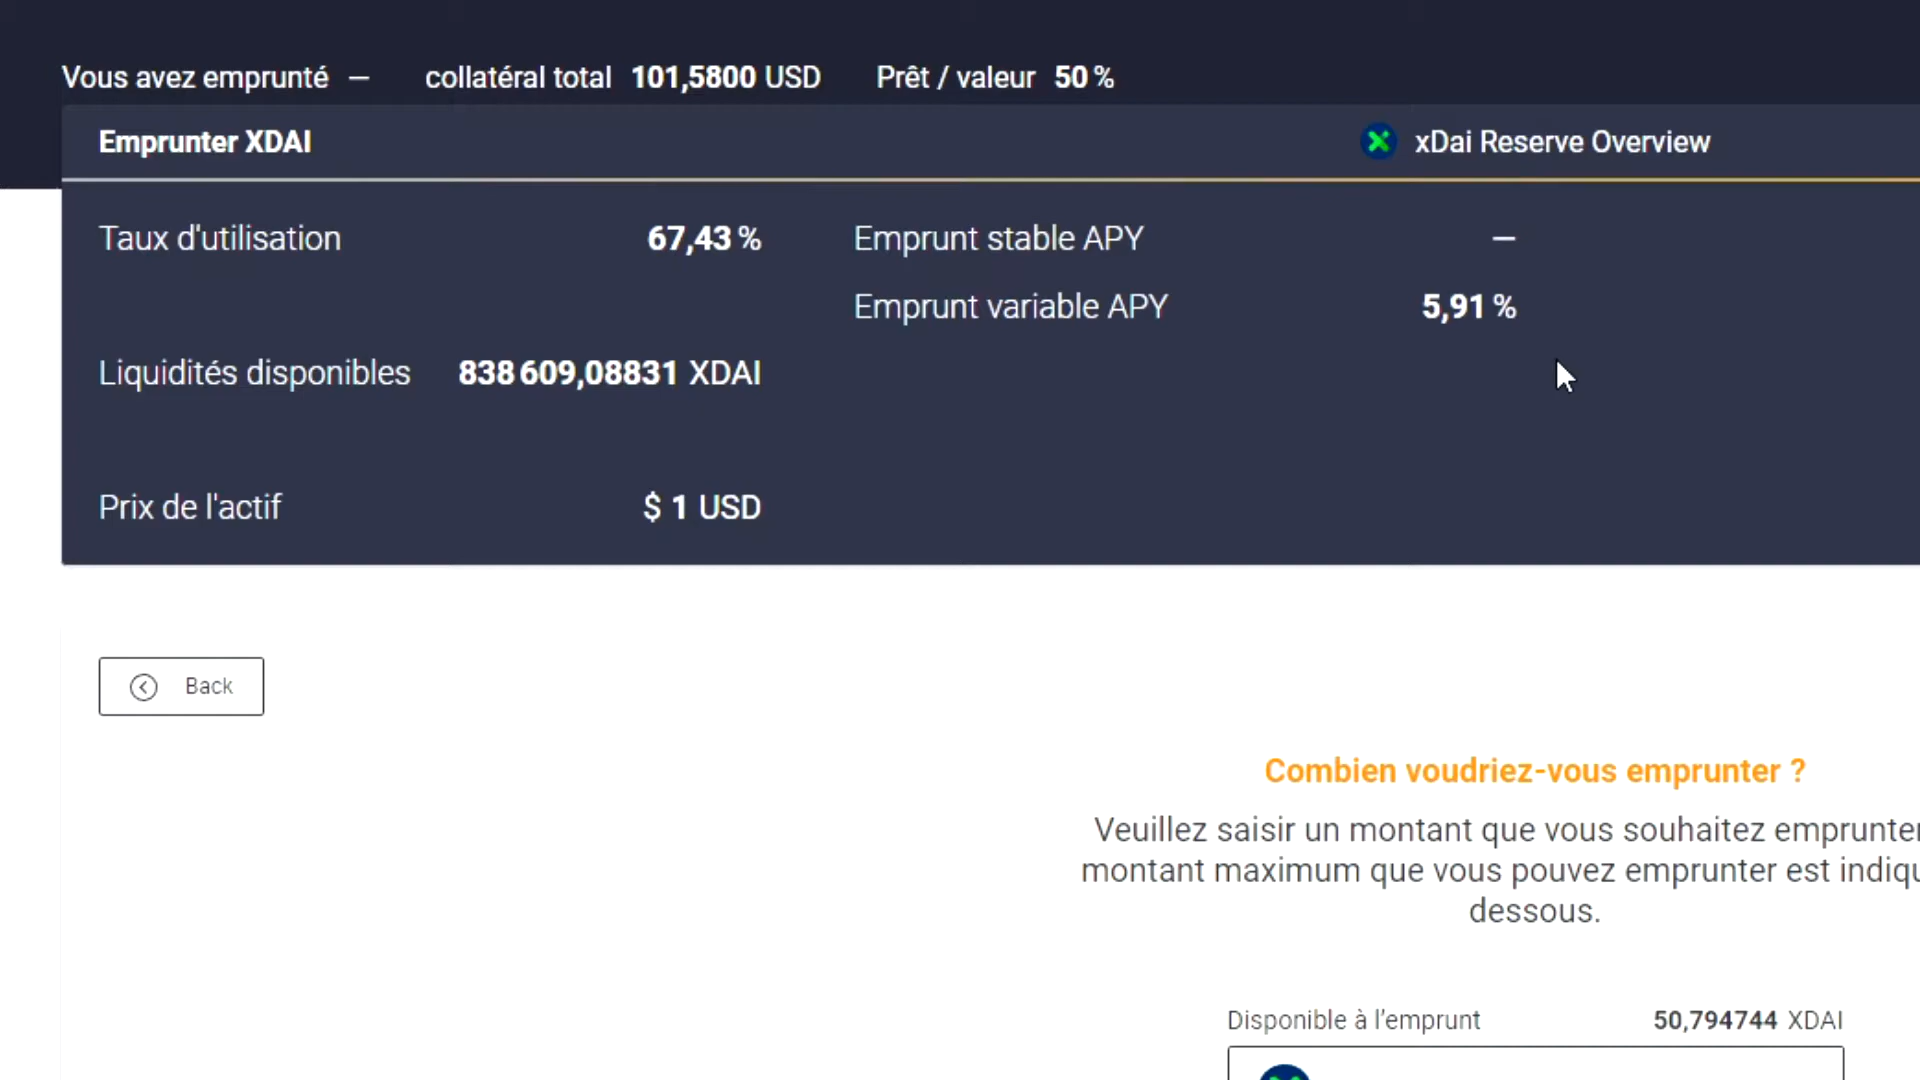 Vous avez emprunté — collatéral total 101,5800 USD Prêt / valeur 50 %
Emprunter XDAI xDai Reserve Overview
Taux d'utilisation 67,43 % Emprunt stable APY —
Emprunt variable APY 5,91 %
Liquidités disponibles 838 609,08831 XDAI
Prix de l'actif $ 1 USD
Back
Combien voudriez-vous emprunter ?
Veuillez saisir un montant que vous souhaitez emprunter
montant maximum que vous pouvez emprunter est indiqu
dessous.
Disponible à l'emprunt 50,794744 XDAI